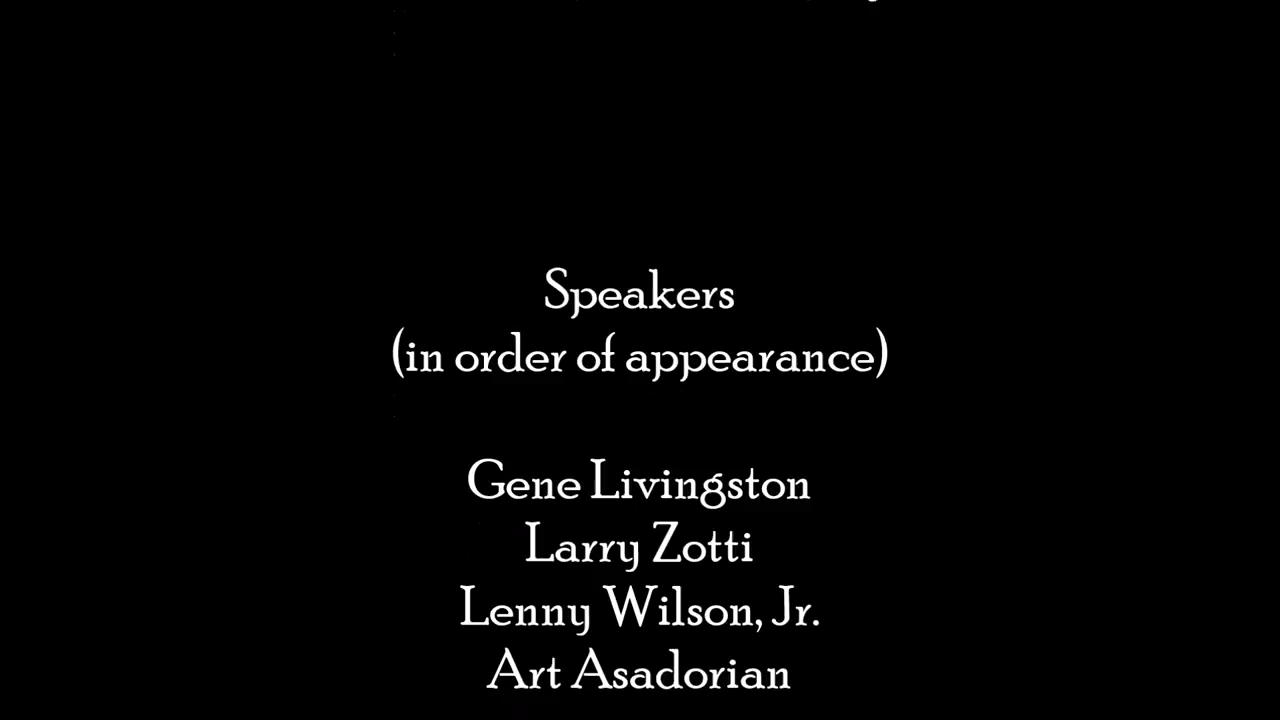 Speakers
(in order of appearance)
Gene Livingston
Larry Zotti
Lenny Wilson, Jr.
Art Asadorian